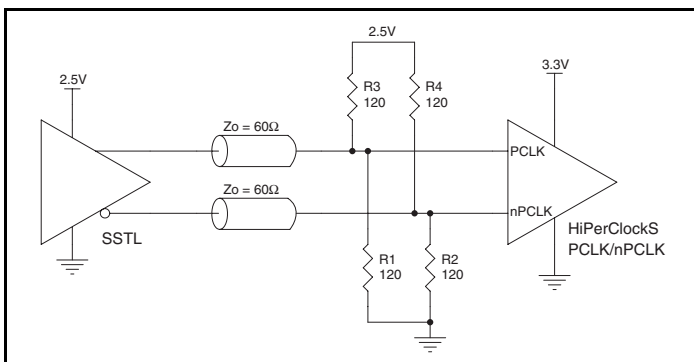 2.5V
3.3V
2.5V
R3
120
R4
120
Zo = 60Ω
PCLK
Zo = 60Ω
nPCLK
SSTL
HiPerClockS
PCLK/nPCLK
R1
120
R2
120